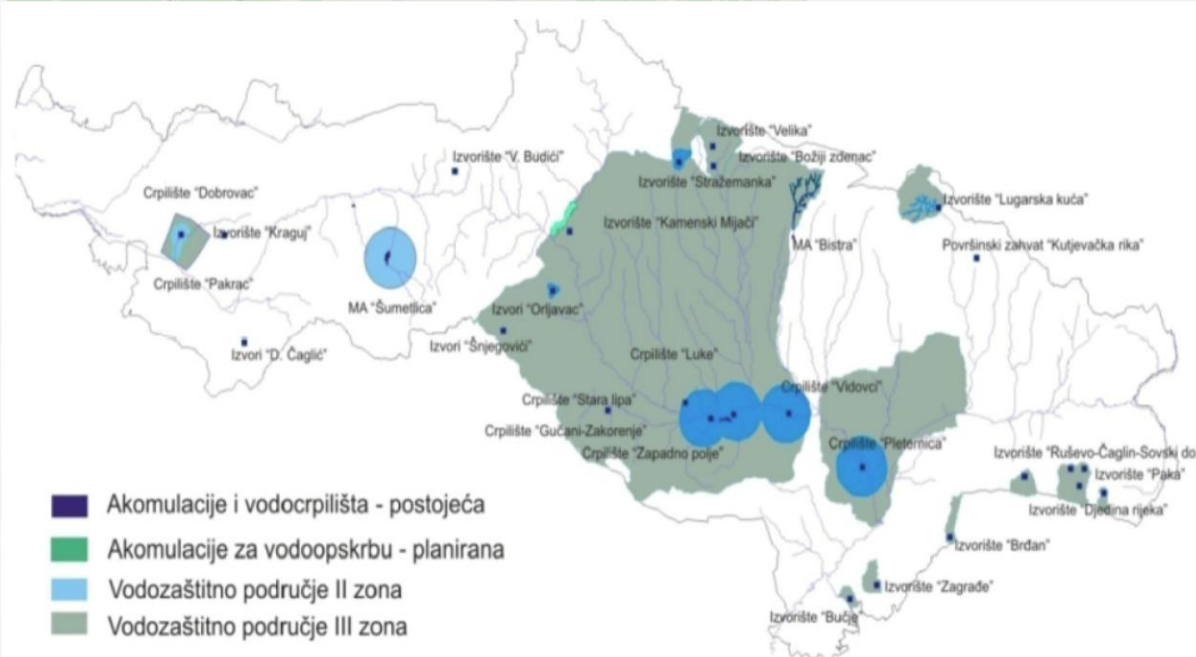 Izvorište "Velika"
Izvorište "V. Budići"
Izvorište "Božiji zdenac"
Izvorište "Stražemanka"
Crpilište "Dobrovac"
Izvorište "Lugarska kuća"
Izvorište "Kamenski Mijači"
Izvorište "Kraguj"
MA "Bistra"
Površinski zahvat "Kutjevačka rika"
Crpilište "Pakrac"
MA "Šumetlica"
Izvori "Orljavac"
Izvori "Šnjegovići"
Izvori "D. Čaglić"
Crpilište "Luke"
Crpilište "Vidovci"
Crpilište "Stara lipa"
Crpilište "Gučani-Zakorenje"
Crpilište "Pleternica"
Crpilište "Zapadno polje"
Izvorište "Ruševo-Čaglin-Sovski do
Izvorište "Paka"
Izvorište "Djedina rijeka"
Izvorište "Brđan"
Izvorište "Zagrađe"
Izvorište "Bučje"
Akomulacije i vodocrpilišta - postojeća
Akomulacije za vodoopskrbu - planirana
Vodozaštitno područje II zona
Vodozaštitno područje III zona